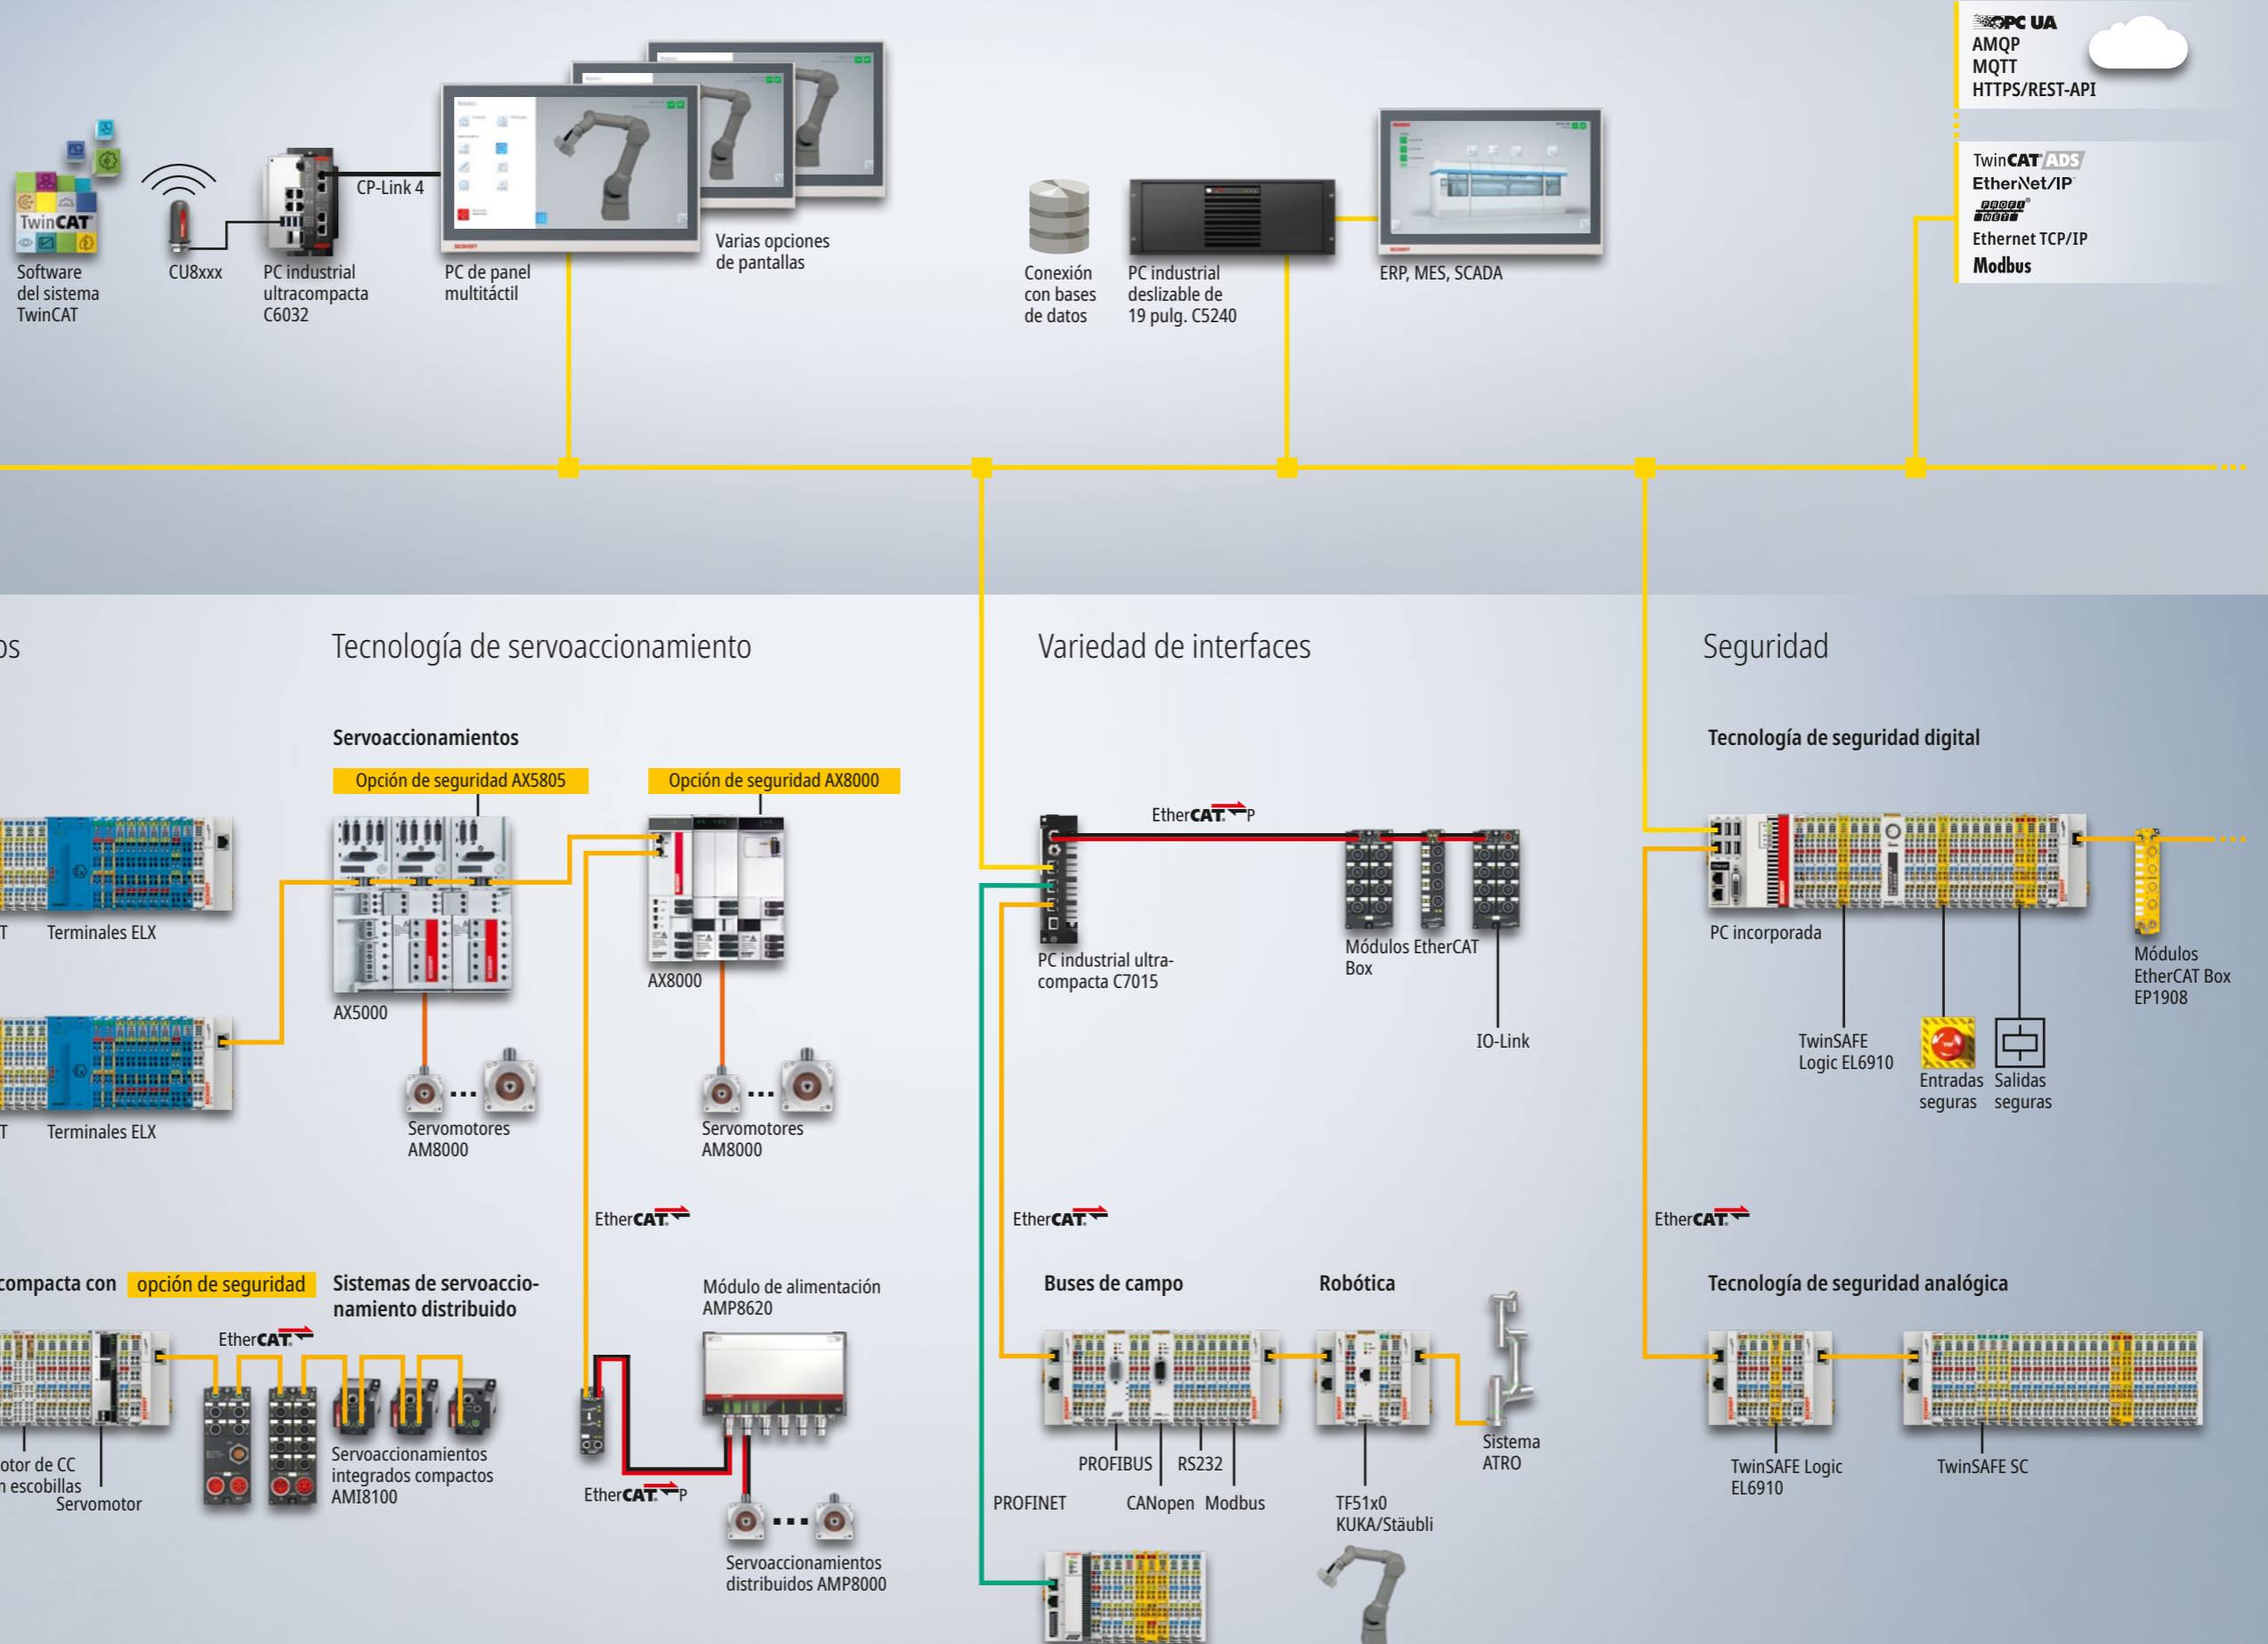 OPC UA
AMQP
MQTT
HTTPS/REST-API
TwinCAT ADS
EtherNet/IP
PROFI
NET
Ethernet TCP/IP
Modbus
TwinCAT
Software
del sistema
TwinCAT
CU8xxx
PC industrial
ultracompacta
C6032
CP-Link 4
PC de panel
multitáctil
BECKHOFF
Varias opciones
de pantallas
Conexión
con bases
de datos
PC industrial
deslizable de
19 pulg. C5240
BECKHOFF
ERP, MES, SCADA
os
Tecnología de servoaccionamiento
Variedad de interfaces
Seguridad
Servoaccionamientos
Opción de seguridad AX5805
Opción de seguridad AX8000
T
Terminales ELX
AX5000
AX8000
T
Terminales ELX
Servomotores
AM8000
Servomotores
AM8000
EtherCAT
EtherCAT P
PC industrial ultra-
compacta C7015
Módulos EtherCAT
Box
IO-Link
Tecnología de seguridad digital
PC incorporada
TwinSAFE
Logic EL6910
Entradas
seguras
Salidas
seguras
Módulos
EtherCAT Box
EP1908
compacta con
opción de seguridad
EtherCAT
otor de CC
n escobillas
Servomotor
Sistemas de servoaccio-
namiento distribuido
Servoaccionamientos
integrados compactos
AMI8100
Módulo de alimentación
AMP8620
EtherCAT P
Servoaccionamientos
distribuidos AMP8000
EtherCAT
Buses de campo
Robótica
PROFIBUS
RS232
PROFINET
CANopen
Modbus
TF51x0
KUKA/Stäubli
Sistema
ATRO
EtherCAT
Tecnología de seguridad analógica
TwinSAFE Logic
EL6910
TwinSAFE SC